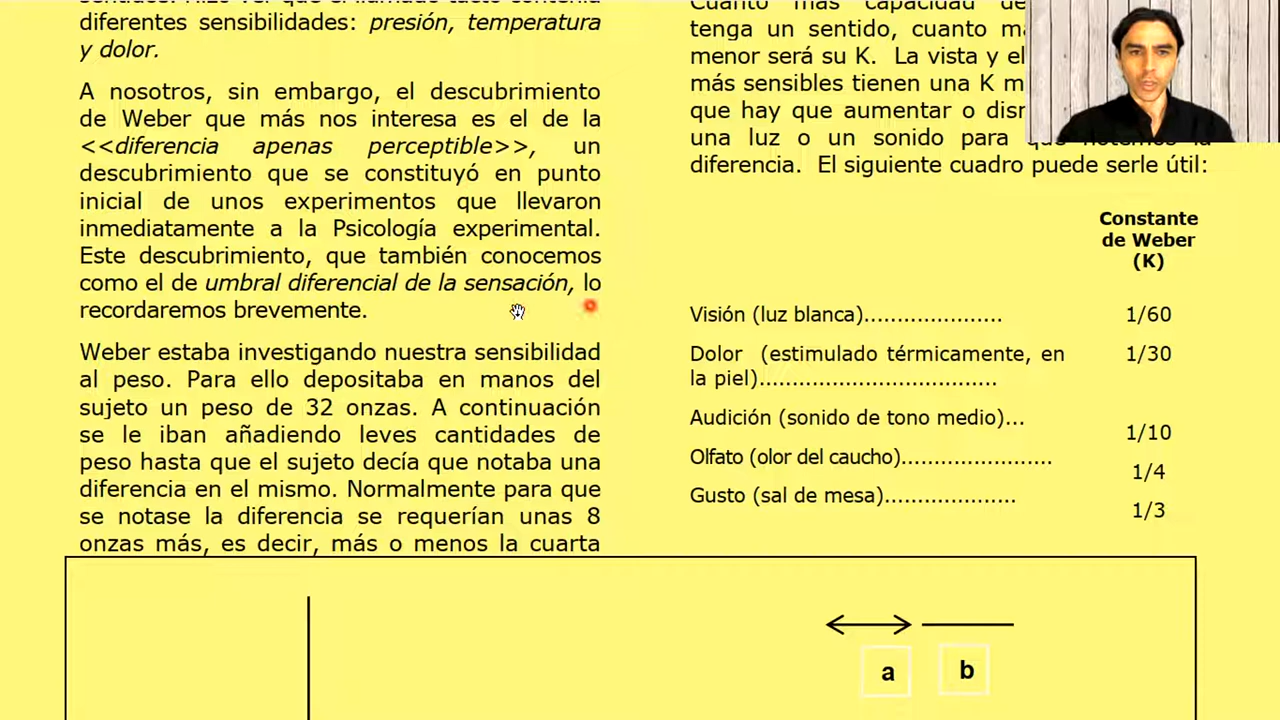 diferentes sensibilidades: presión, temperatura
y dolor.
A nosotros, sin embargo, el descubrimiento
de Weber que más nos interesa es el de la
<<diferencia apenas perceptible>>, un
descubrimiento que se constituyó en punto
inicial de unos experimentos que llevaron
inmediatamente a la Psicología experimental.
Este descubrimiento, que también conocemos
como el de umbral diferencial de la sensación, lo
recordaremos brevemente.
Weber estaba investigando nuestra sensibilidad
al peso. Para ello depositaba en manos del
sujeto un peso de 32 onzas. A continuación
se le iban añadiendo leves cantidades de
peso hasta que el sujeto decía que notaba una
diferencia en el mismo. Normalmente para que
se notase la diferencia se requerían unas 8
onzas más, es decir, más o menos la cuarta
Cuanto más capacidad de
tenga un sentido, cuanto
menor será su K. La vista y el
más sensibles tienen una K
que hay que aumentar o
una luz o un sonido para que notemos la
diferencia. El siguiente cuadro puede serle útil:
Constante
de Weber
(K)
Visión (luz blanca)..................... 1/60
Dolor (estimulado térmicamente, en 1/30
la piel)....................................
Audición (sonido de tono medio)... 1/10
Olfato (olor del caucho)....................... 1/4
Gusto (sal de mesa).................... 1/3
a b